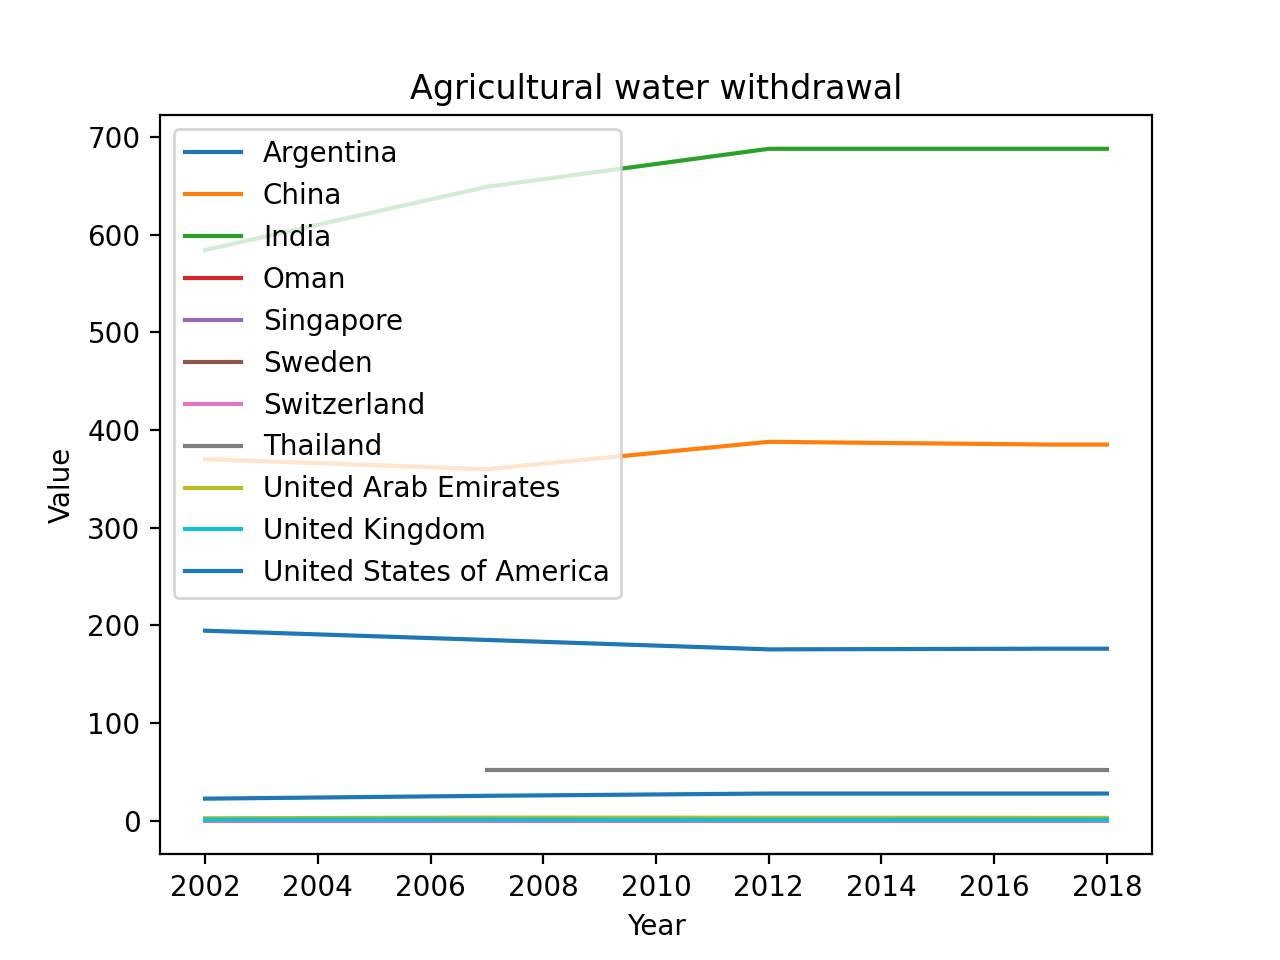 Agricultural water withdrawal
700
600
500
400
300
200
100
0
Value
Argentina
China
India
Oman
Singapore
Sweden
Switzerland
Thailand
United Arab Emirates
United Kingdom
United States of America
2002 2004 2006 2008 2010 2012 2014 2016 2018
Year